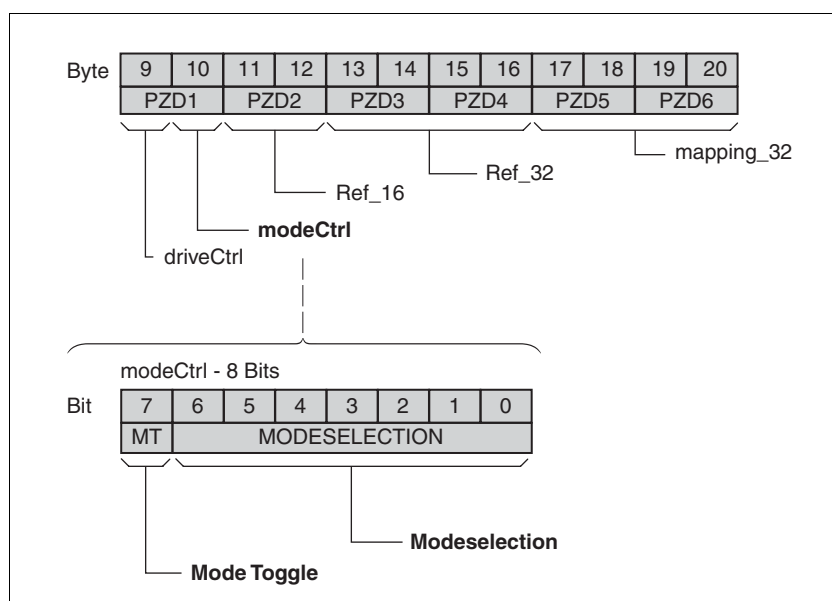 Byte 9 10 11 12 13 14 15 16 17 18 19 20
PZD1 PZD2 PZD3 PZD4 PZD5 PZD6
mapping_32
Ref_32
Ref_16
modeCtrl
driveCtrl
modeCtrl - 8 Bits
Bit 7 6 5 4 3 2 1 0
MT MODESELECTION
Modeselection
Mode Toggle